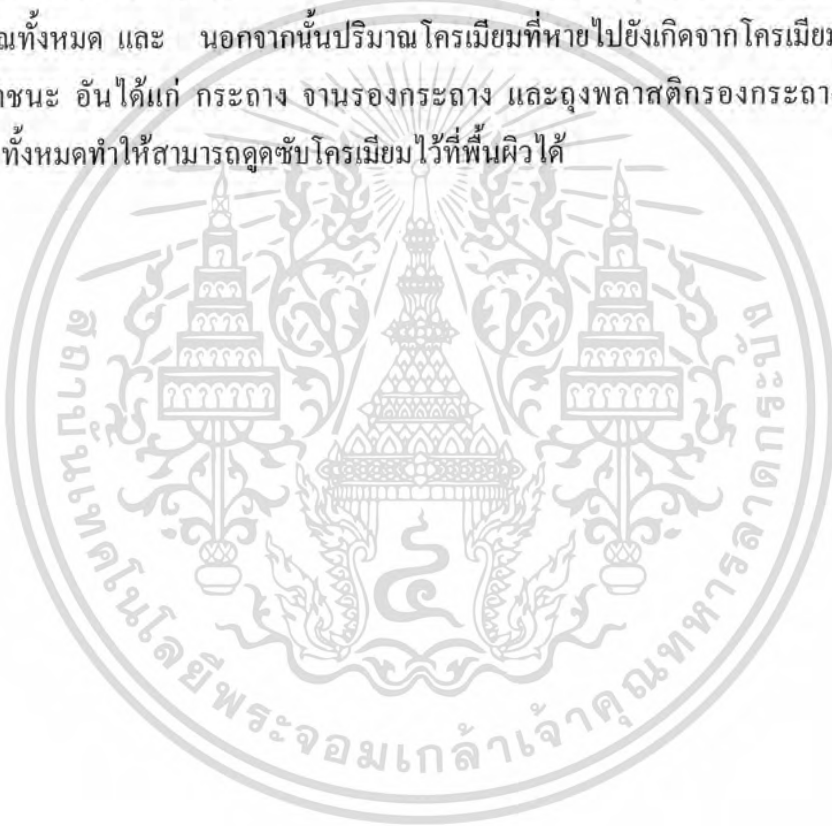 ณทั้งหมด และ นอกจากนั้นปริมาณโครเมียมที่หายไปยังเกิดจากโครเมียม
าชนะ อันได้แก่ กระถาง จานรองกระถาง และถุงพลาสติกรองกระถาง
ทั้งหมดทำให้สามารถดูดซับโครเมียมไว้ที่พื้นผิวได้
สถาบันเทคโนโลยีพระจอมเกล้าเจ้าคุณทหารลาดกระบัง